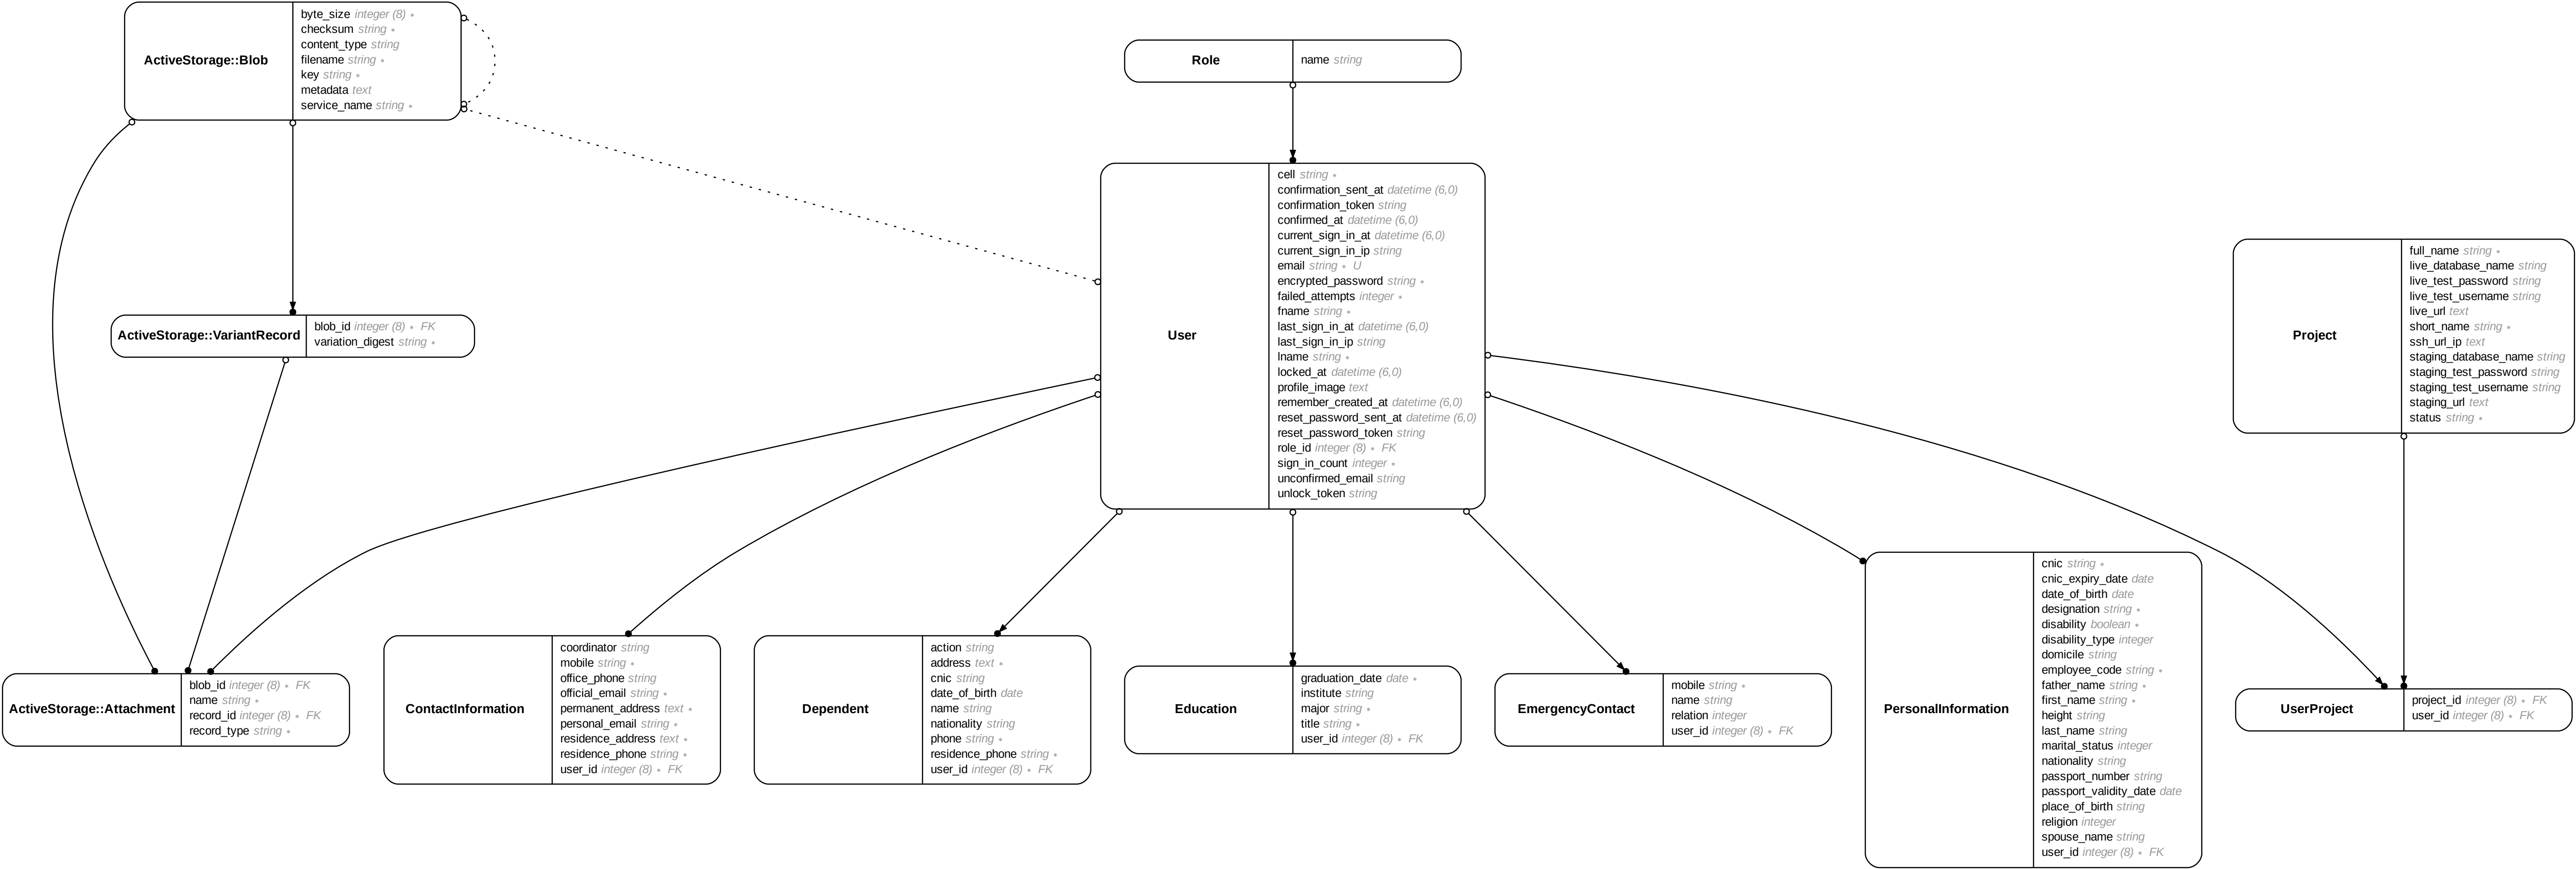 ActiveStorage::Blob
byte_size integer (8) ∗
checksum string ∗
content_type string
filename string ∗
key string ∗
metadata text
service_name string ∗
Role
name string
User
cell string ∗
confirmation_sent_at datetime (6,0)
confirmation_token string
confirmed_at datetime (6,0)
current_sign_in_at datetime (6,0)
current_sign_in_ip string
email string ∗ U
encrypted_password string ∗
failed_attempts integer ∗
fname string ∗
last_sign_in_at datetime (6,0)
last_sign_in_ip string
lname string ∗
locked_at datetime (6,0)
profile_image text
remember_created_at datetime (6,0)
reset_password_sent_at datetime (6,0)
reset_password_token string
role_id integer (8) ∗ FK
sign_in_count integer ∗
unconfirmed_email string
unlock_token string
Project
full_name string ∗
live_database_name string
live_test_password string
live_test_username string
live_url text
short_name string ∗
ssh_url_ip text
staging_database_name string
staging_test_password string
staging_test_username string
staging_url text
status string ∗
ActiveStorage::VariantRecord
blob_id integer (8) ∗ FK
variation_digest string ∗
ActiveStorage::Attachment
blob_id integer (8) ∗ FK
name string ∗
record_id integer (8) ∗ FK
record_type string ∗
ContactInformation
coordinator string
mobile string ∗
office_phone string
official_email string ∗
permanent_address text ∗
personal_email string ∗
residence_address text ∗
residence_phone string ∗
user_id integer (8) ∗ FK
Dependent
action string
address text ∗
cnic string
date_of_birth date
name string
nationality string
phone string ∗
residence_phone string ∗
user_id integer (8) ∗ FK
Education
graduation_date date ∗
institute string
major string ∗
title string ∗
user_id integer (8) ∗ FK
EmergencyContact
mobile string ∗
name string
relation integer
user_id integer (8) ∗ FK
PersonalInformation
cnic string ∗
cnic_expiry_date date
date_of_birth date
designation string ∗
disability boolean ∗
disability_type integer
domicile string
employee_code string ∗
father_name string ∗
first_name string ∗
height string
last_name string
marital_status integer
nationality string
passport_number string
passport_validity_date date
place_of_birth string
religion integer
spouse_name string
user_id integer (8) ∗ FK
UserProject
project_id integer (8) ∗ FK
user_id integer (8) ∗ FK